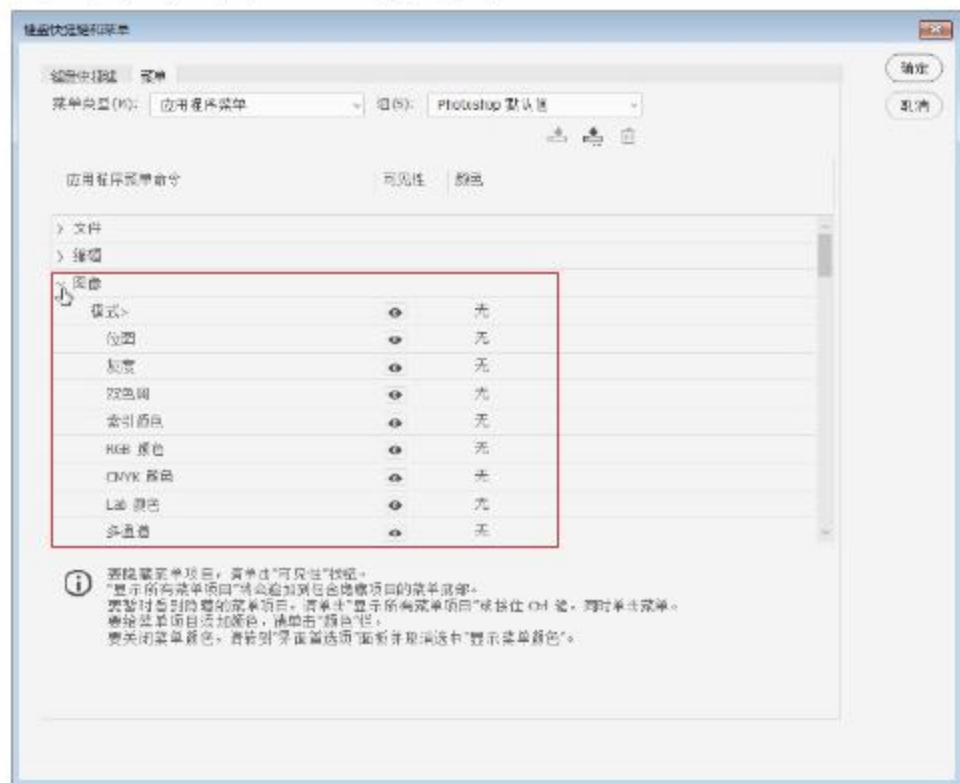 键盘快捷键和菜单
键盘快捷键 菜单
确定
菜单类型(M): 应用程序菜单 组(S): Photoshop 默认值
取消
应用程序菜单命令 可见性 颜色
> 文件
> 编辑
图像
模式> 无
位图 无
灰度 无
双色调 无
索引颜色 无
RGB 颜色 无
CMYK 颜色 无
Lab 颜色 无
多通道 无
要隐藏菜单项目，请单击“可见性”按钮。
“显示所有菜单项目”将会追加到包含隐藏项目的菜单底部。
要暂时看到隐藏的菜单项目，请单击“显示所有菜单项目”或按住 Ctrl 键，同时单击菜单。
要给菜单项目添加颜色，请单击“颜色”栏。
要关闭菜单颜色，请转到“界面首选项”面板并取消选中“显示菜单颜色”。